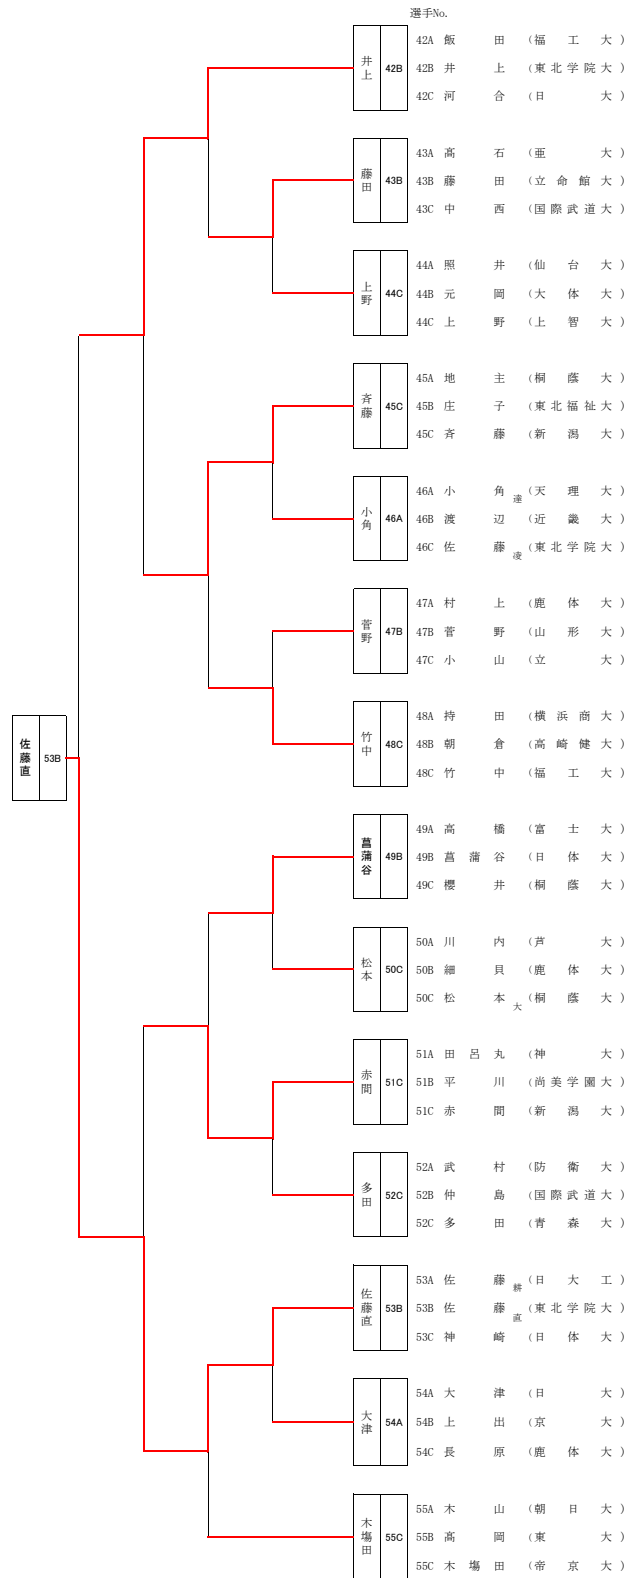 選手No.
井上 42B
42A 飯田 (福工大)
42B 井上 (東北学院大)
42C 河合 (日大)
藤田 43B
43A 髙石 (亜大)
43B 藤田 (立命館大)
43C 中西 (国際武道大)
上野 44C
44A 照井 (仙台大)
44B 元岡 (大体大)
44C 上野 (上智大)
斉藤 45C
45A 地主 (桐蔭大)
45B 庄子 (東北福祉大)
45C 斉藤 (新潟大)
小角 46A
46A 小角達 (天理大)
46B 渡辺 (近畿大)
46C 佐藤凌 (東北学院大)
菅野 47B
47A 村上 (鹿体大)
47B 菅野 (山形大)
47C 小山 (立大)
竹中 48C
48A 持田 (横浜商大)
48B 朝倉 (高崎健大)
48C 竹中 (福工大)
佐藤直 53B
菖蒲谷 49B
49A 高橋 (富士大)
49B 菖蒲谷 (日体大)
49C 櫻井 (桐蔭大)
松本 50C
50A 川内 (芦大)
50B 細貝 (鹿体大)
50C 松本大 (桐蔭大)
赤間 51C
51A 田呂丸 (神大)
51B 平川 (尚美学園大)
51C 赤間 (新潟大)
多田 52C
52A 武村 (防衛大)
52B 仲島 (国際武道大)
52C 多田 (青森大)
佐藤直 53B
53A 佐藤耕 (日大工)
53B 佐藤直 (東北学院大)
53C 神崎 (日体大)
大津 54A
54A 大津 (日大)
54B 上出 (京大)
54C 長原 (鹿体大)
木塲田 55C
55A 木山 (朝日大)
55B 髙岡 (東大)
55C 木塲田 (帝京大)